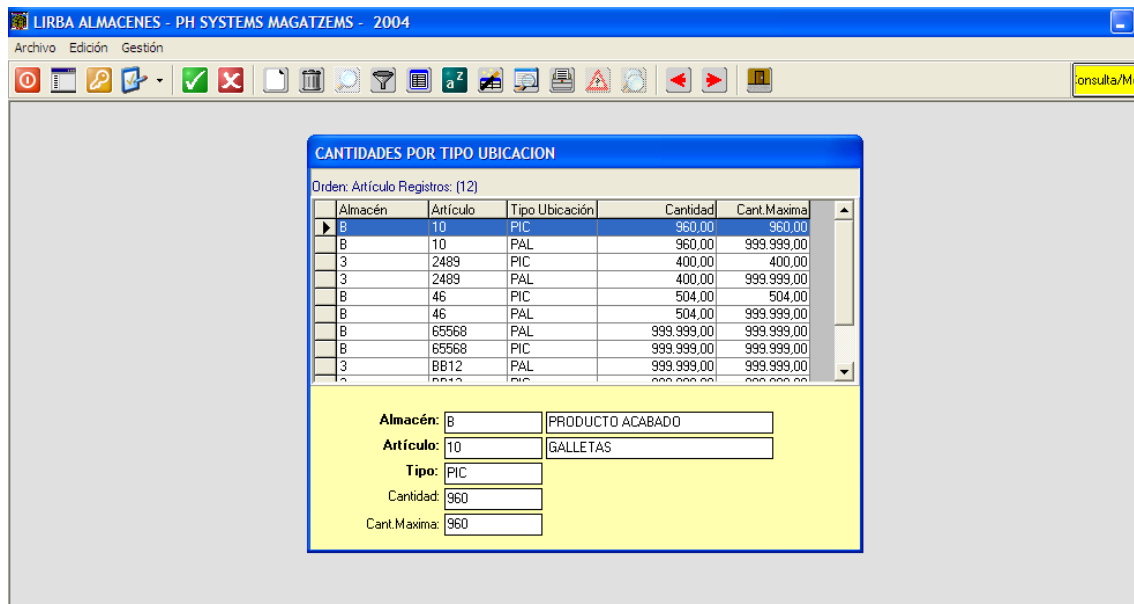 LIRBA ALMACENES - PH SYSTEMS MAGATZEMS - 2004
Archivo Edición Gestión
onsulta/M
CANTIDADES POR TIPO UBICACION
Orden: Artículo Registros: (12)
Almacén Artículo Tipo Ubicación Cantidad Cant.Maxima
B 10 PIC 960,00 960,00
B 10 PAL 960,00 999.999,00
3 2489 PIC 400,00 400,00
3 2489 PAL 400,00 999.999,00
B 46 PIC 504,00 504,00
B 46 PAL 504,00 999.999,00
B 65568 PAL 999.999,00 999.999,00
B 65568 PIC 999.999,00 999.999,00
3 BB12 PAL 999.999,00 999.999,00
Almacén: B PRODUCTO ACABADO
Artículo: 10 GALLETAS
Tipo: PIC
Cantidad: 960
Cant.Maxima: 960